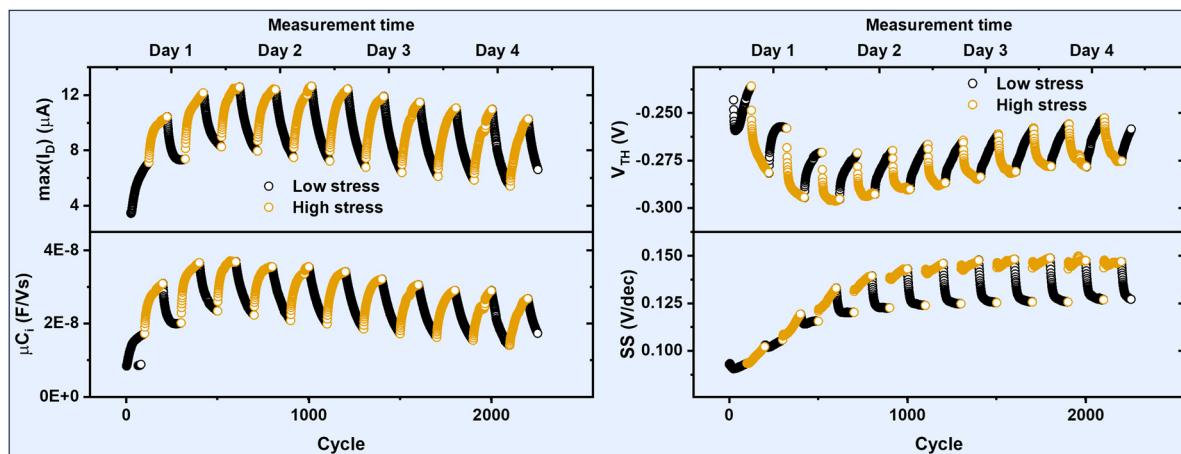 Measurement time
Day 1 Day 2 Day 3 Day 4
max(I_D) (μA)
12
8
4
Low stress
High stress
μC_i (F/Vs)
4E-8
2E-8
0E+0
0 1000 2000
Cycle
Measurement time
Day 1 Day 2 Day 3 Day 4
V_TH (V)
-0.250
-0.275
-0.300
Low stress
High stress
SS (V/dec)
0.150
0.125
0.100
0 1000 2000
Cycle